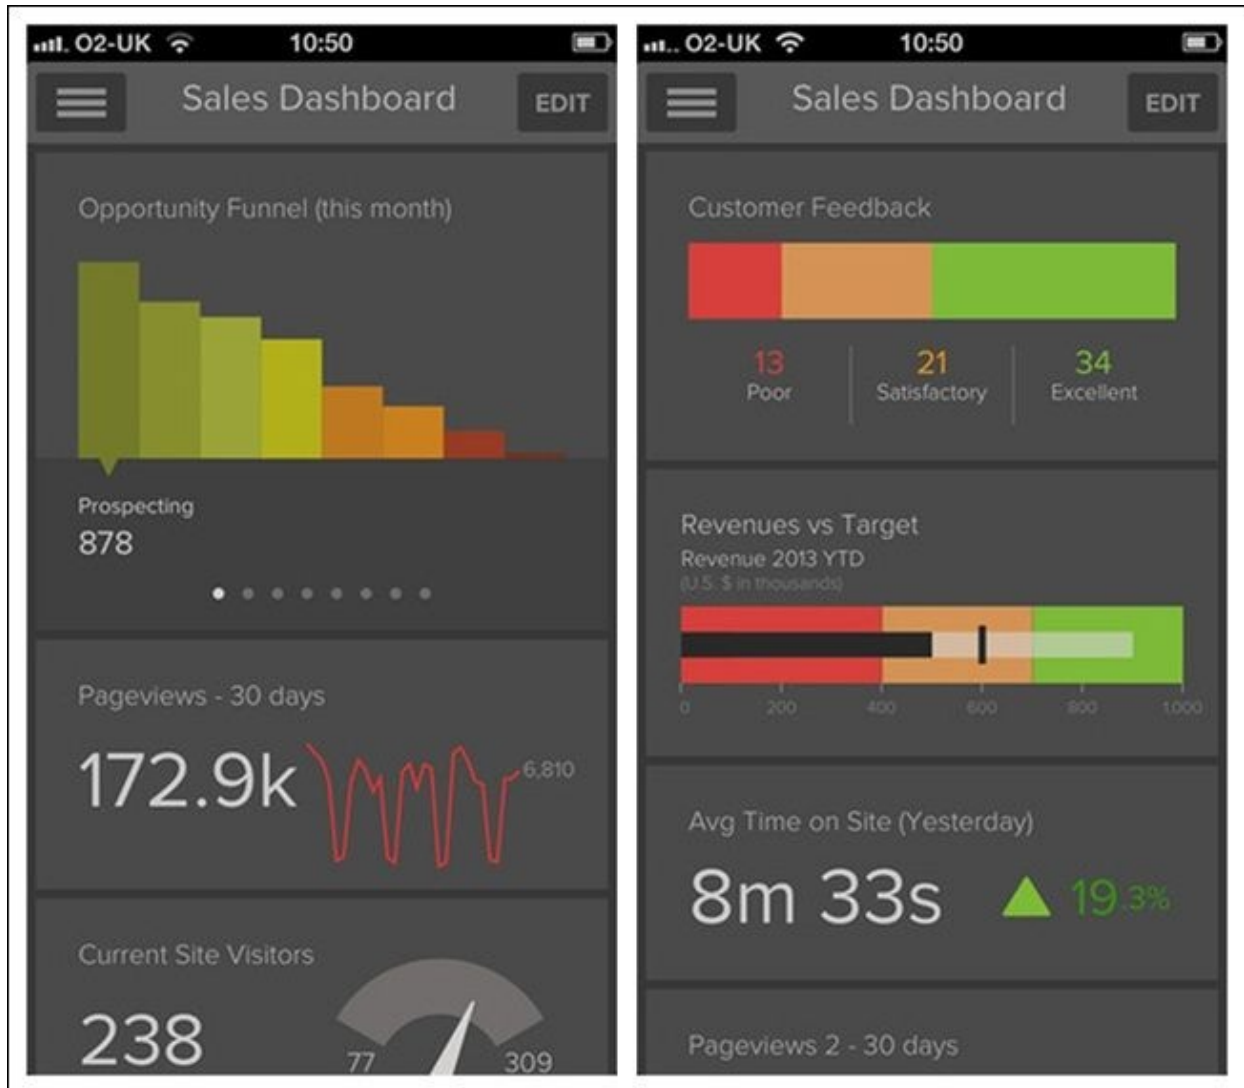 O2-UK 10:50
Sales Dashboard EDIT
Opportunity Funnel (this month)
Prospecting
878
Pageviews - 30 days
172.9k 6,810
Current Site Visitors
238 77 309
O2-UK 10:50
Sales Dashboard EDIT
Customer Feedback
13 21 34
Poor Satisfactory Excellent
Revenues vs Target
Revenue 2013 YTD
(U.S. $ in thousands)
0 200 400 600 800 1,000
Avg Time on Site (Yesterday)
8m 33s 19.3%
Pageviews 2 - 30 days